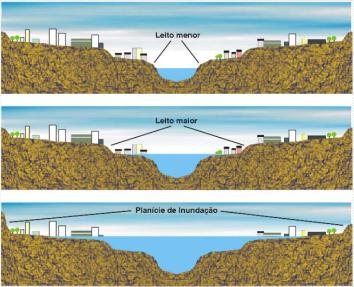 Leito menor
Leito maior
Planície de Inundação